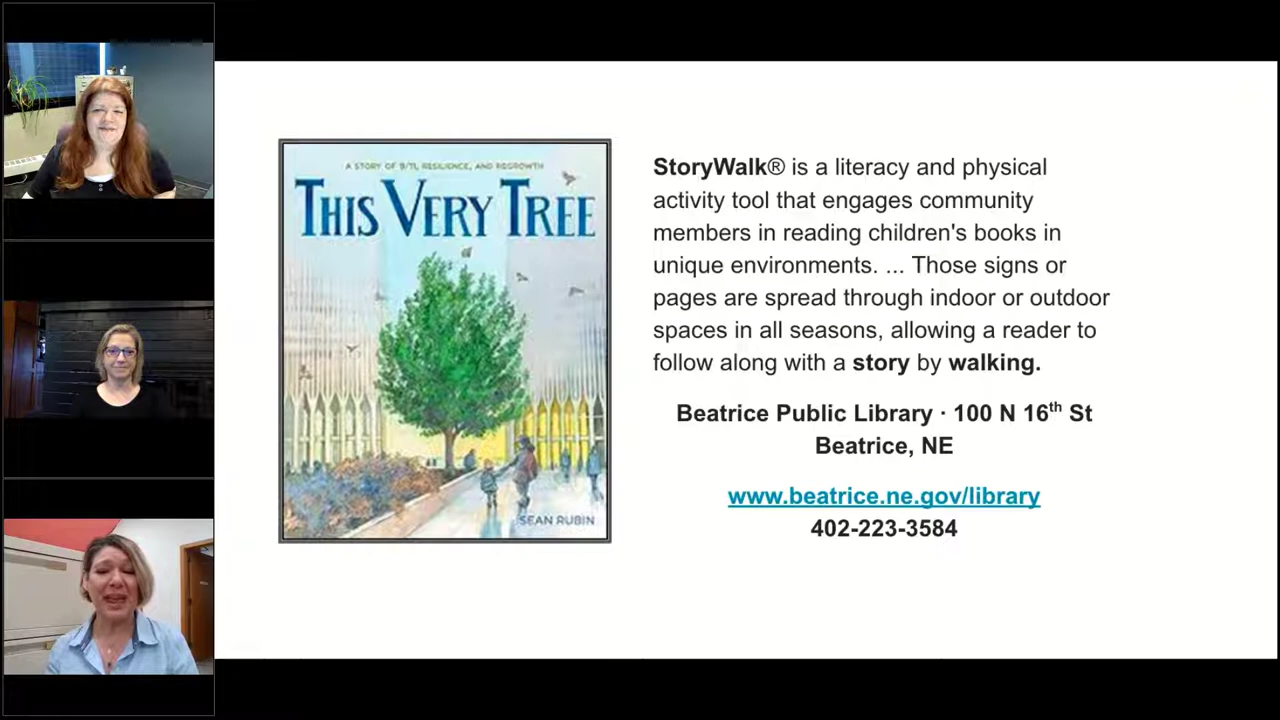 A STORY OF 9/11, RESILIENCE, AND REGROWTH
THIS VERY TREE
SEAN RUBIN
StoryWalk® is a literacy and physical
activity tool that engages community
members in reading children's books in
unique environments. ... Those signs or
pages are spread through indoor or outdoor
spaces in all seasons, allowing a reader to
follow along with a story by walking.
Beatrice Public Library · 100 N 16th St
Beatrice, NE
www.beatrice.ne.gov/library
402-223-3584